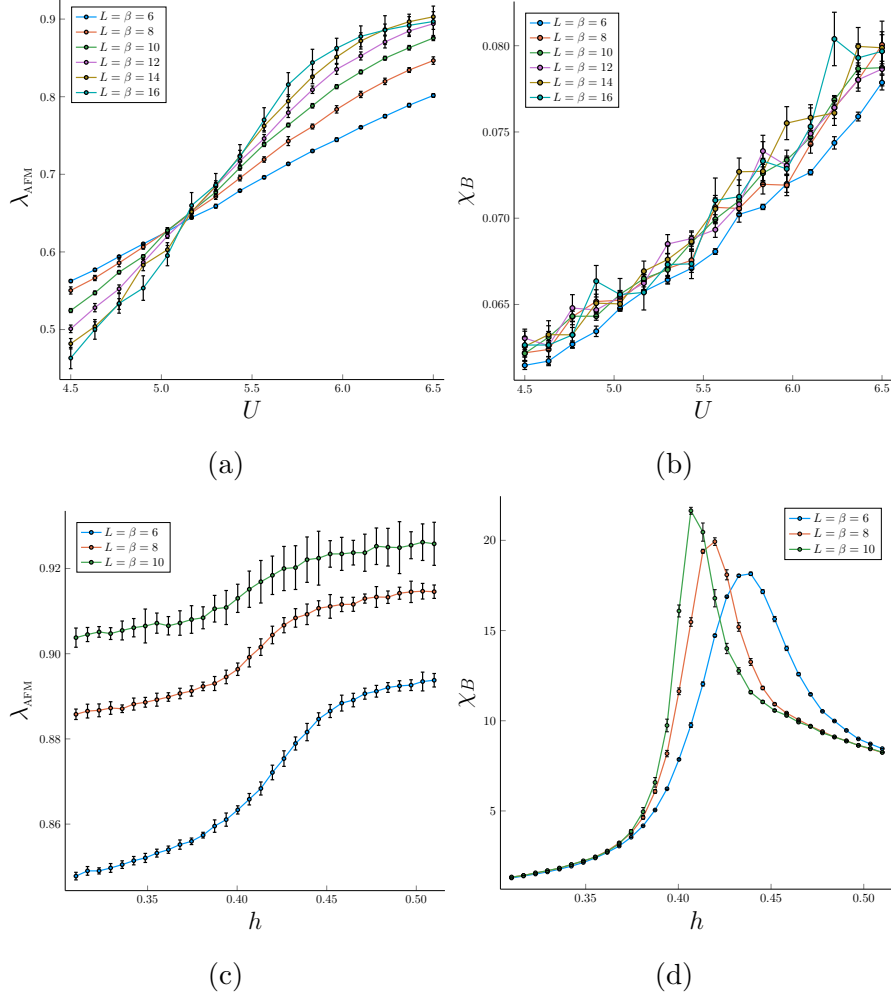 0.9
0.8
0.7
0.6
0.5
λAFM
L = β = 6
L = β = 8
L = β = 10
L = β = 12
L = β = 14
L = β = 16
4.5 5.0 5.5 6.0 6.5
U
(a)
0.080
0.075
0.070
0.065
χB
L = β = 6
L = β = 8
L = β = 10
L = β = 12
L = β = 14
L = β = 16
4.5 5.0 5.5 6.0 6.5
U
(b)
0.92
0.90
0.88
0.86
λAFM
L = β = 6
L = β = 8
L = β = 10
0.35 0.40 0.45 0.50
h
(c)
20
15
10
5
χB
L = β = 6
L = β = 8
L = β = 10
0.35 0.40 0.45 0.50
h
(d)